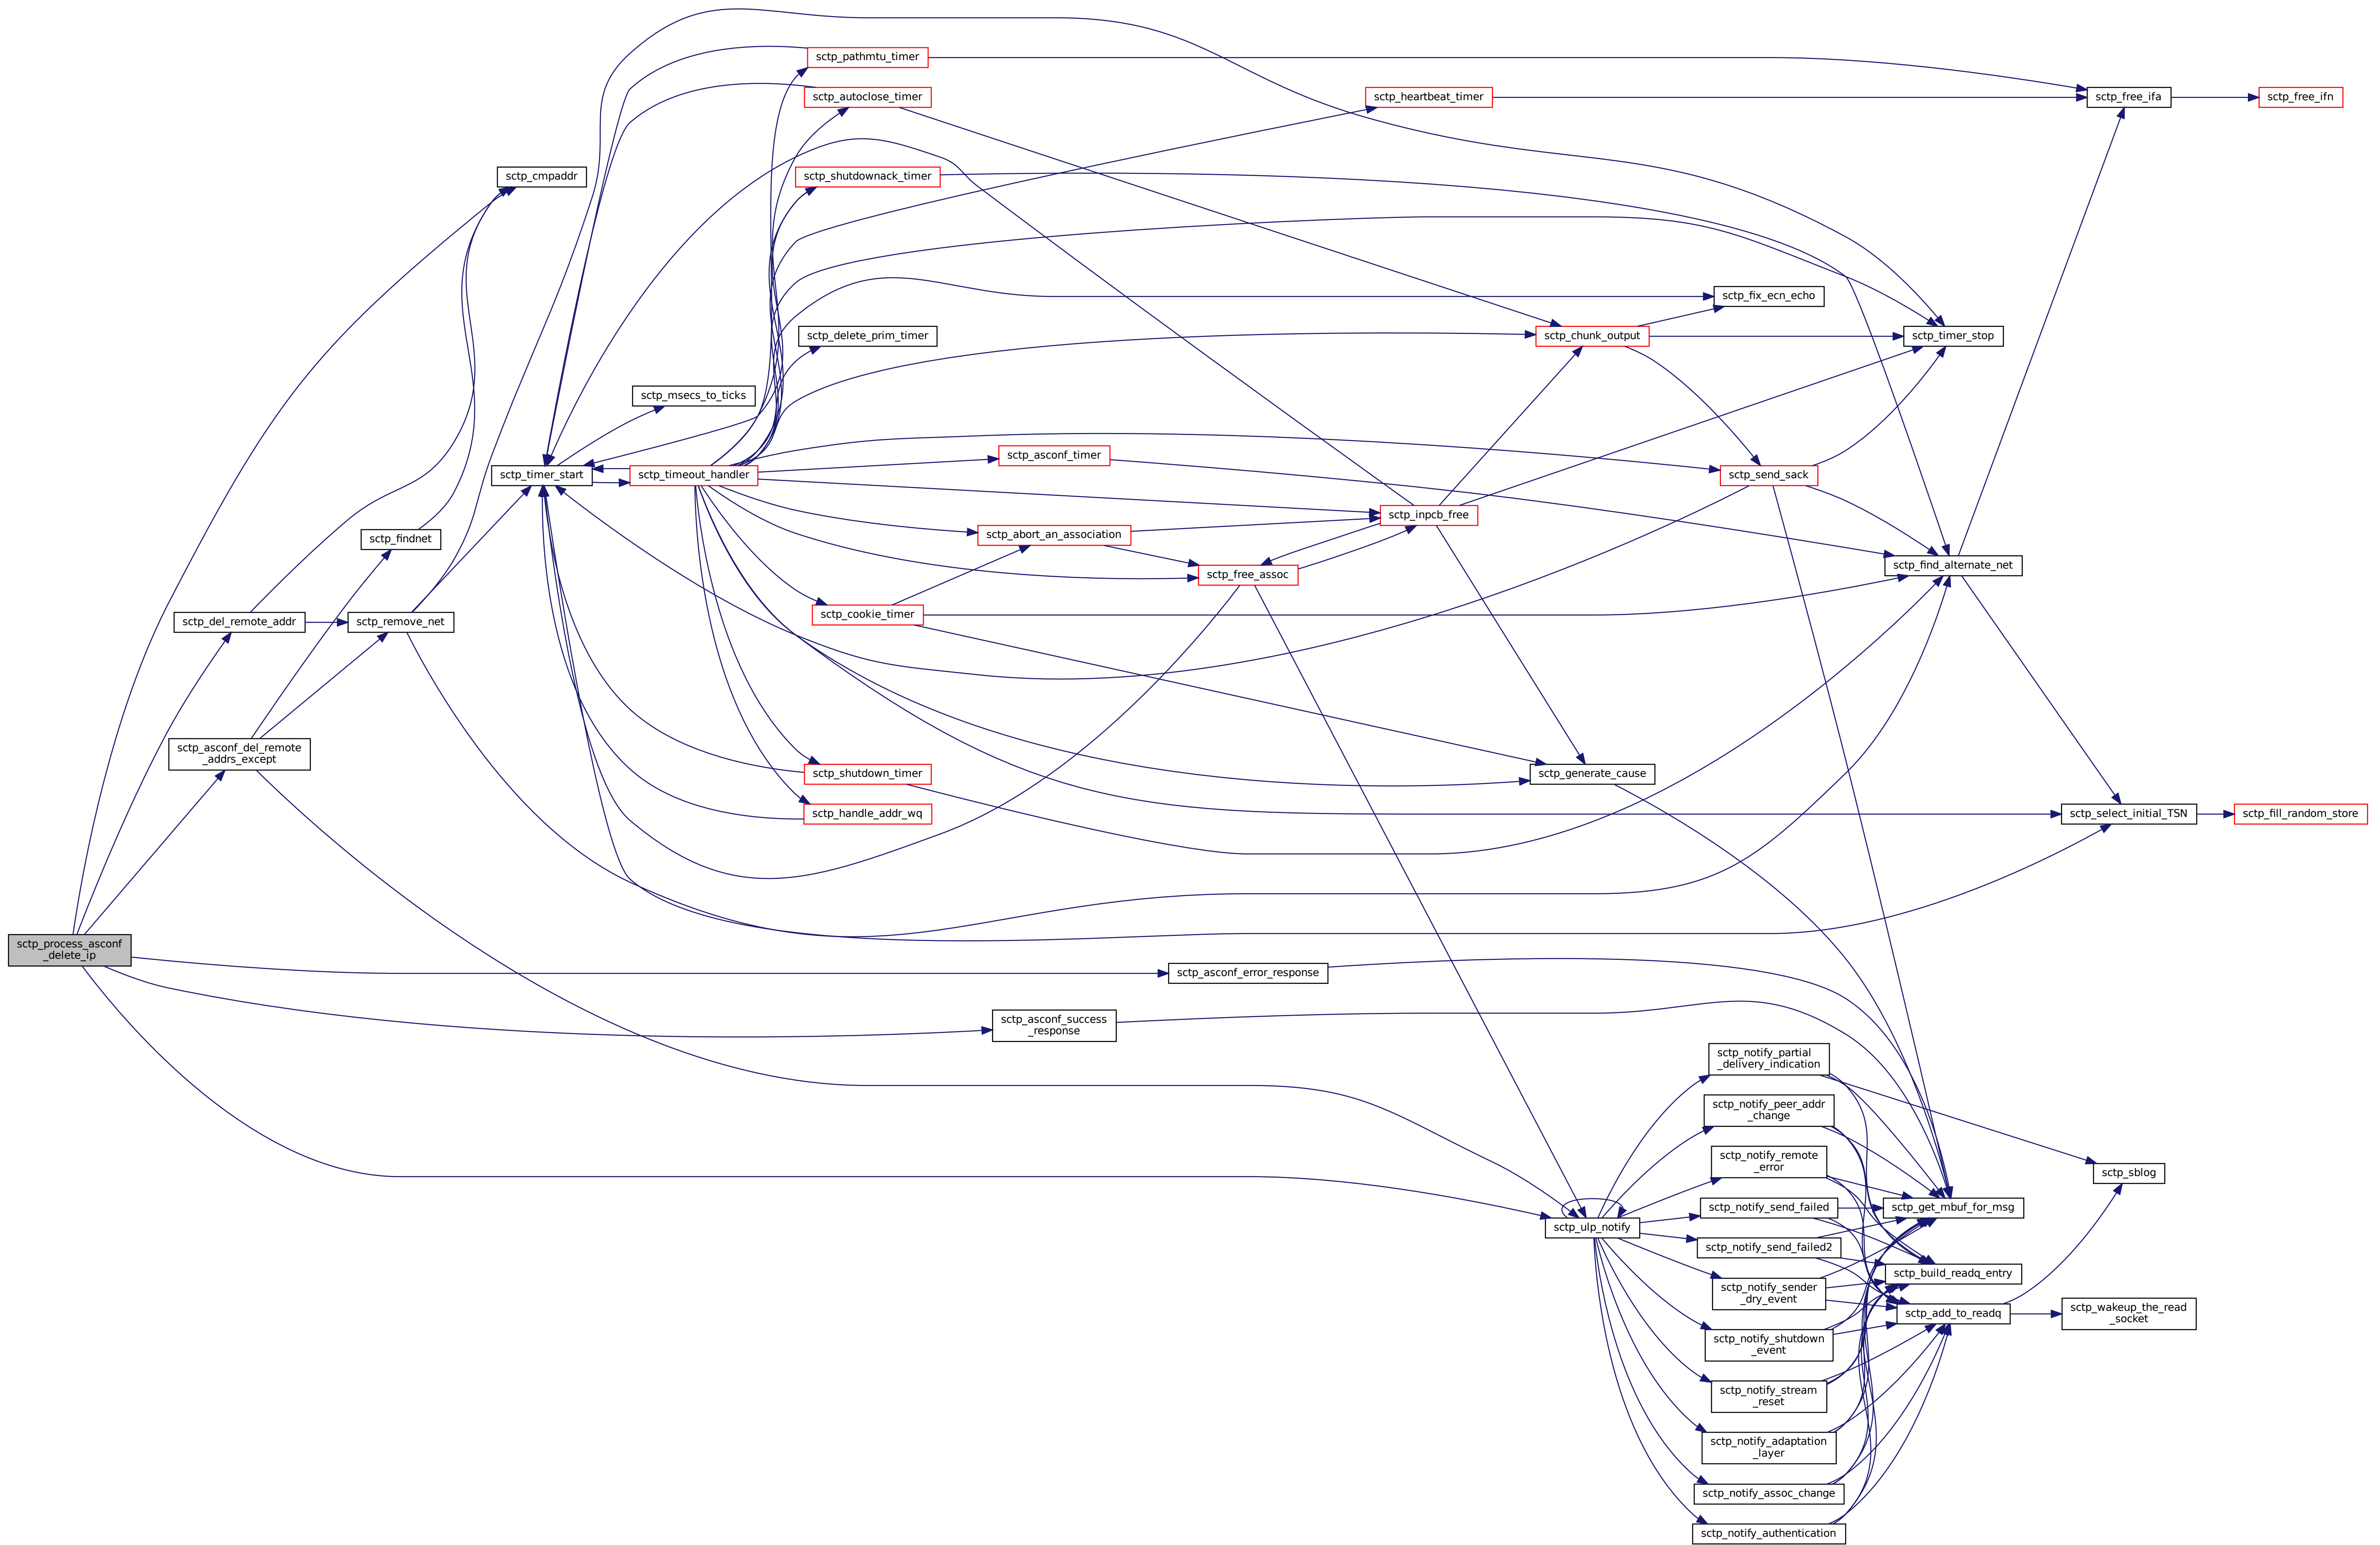 sctp_pathmtu_timer
sctp_autoclose_timer
sctp_heartbeat_timer
sctp_free_ifa
sctp_free_ifn
sctp_cmpaddr
sctp_shutdownack_timer
sctp_fix_ecn_echo
sctp_delete_prim_timer
sctp_chunk_output
sctp_timer_stop
sctp_msecs_to_ticks
sctp_asconf_timer
sctp_timer_start
sctp_timeout_handler
sctp_send_sack
sctp_inpcb_free
sctp_findnet
sctp_abort_an_association
sctp_find_alternate_net
sctp_free_assoc
sctp_cookie_timer
sctp_del_remote_addr
sctp_remove_net
sctp_asconf_del_remote
_addrs_except
sctp_shutdown_timer
sctp_generate_cause
sctp_handle_addr_wq
sctp_select_initial_TSN
sctp_fill_random_store
sctp_process_asconf
_delete_ip
sctp_asconf_error_response
sctp_asconf_success
_response
sctp_notify_partial
_delivery_indication
sctp_notify_peer_addr
_change
sctp_notify_remote
_error
sctp_sblog
sctp_notify_send_failed
sctp_get_mbuf_for_msg
sctp_ulp_notify
sctp_notify_send_failed2
sctp_build_readq_entry
sctp_notify_sender
_dry_event
sctp_add_to_readq
sctp_wakeup_the_read
_socket
sctp_notify_shutdown
_event
sctp_notify_stream
_reset
sctp_notify_adaptation
_layer
sctp_notify_assoc_change
sctp_notify_authentication